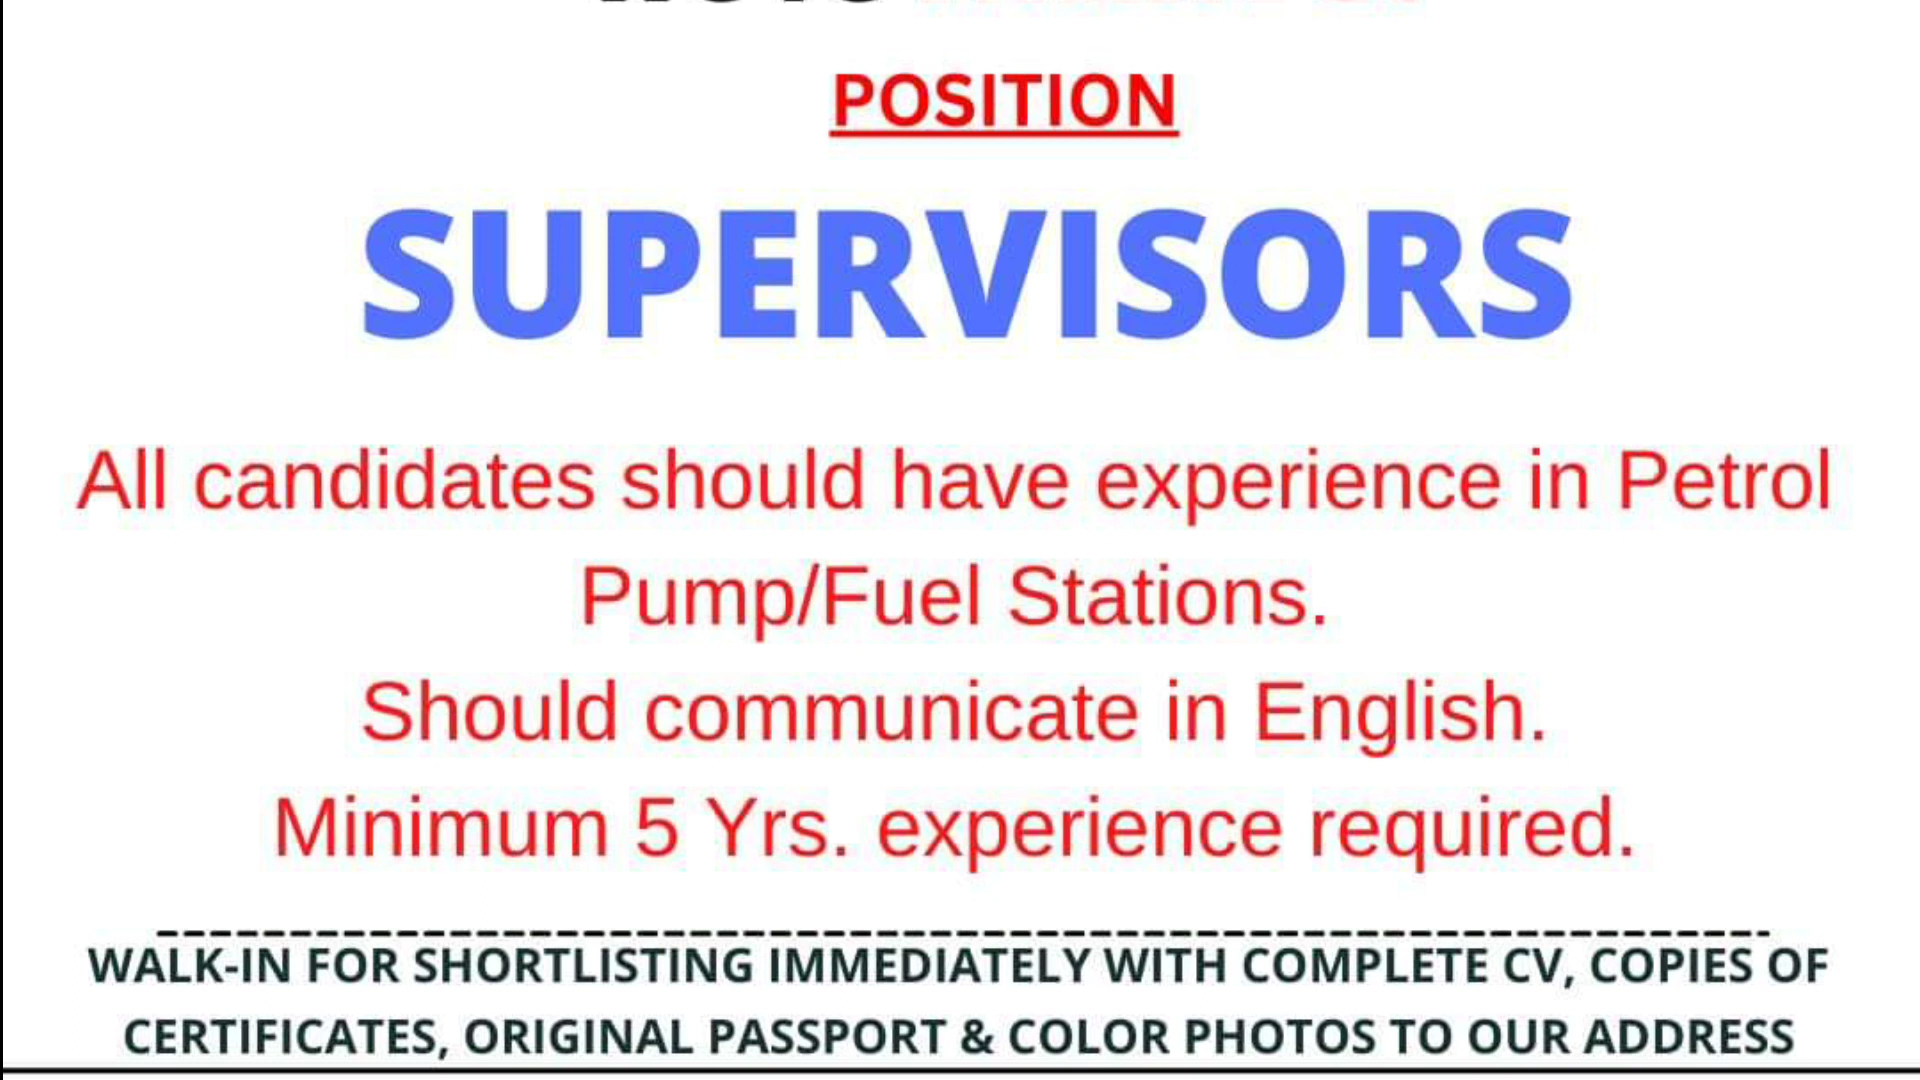 POSITION
SUPERVISORS
All candidates should have experience in Petrol
Pump/Fuel Stations.
Should communicate in English.
Minimum 5 Yrs. experience required.
WALK-IN FOR SHORTLISTING IMMEDIATELY WITH COMPLETE CV, COPIES OF
CERTIFICATES, ORIGINAL PASSPORT & COLOR PHOTOS TO OUR ADDRESS